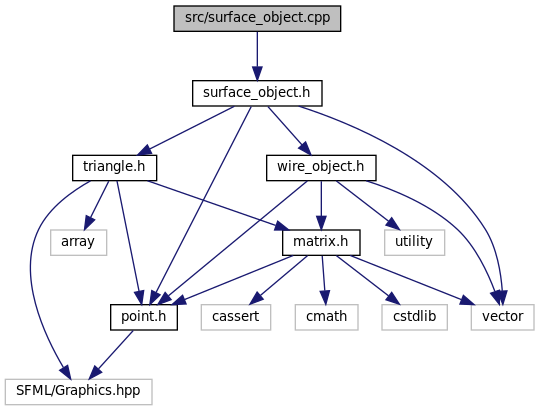 src/surface_object.cpp
surface_object.h
triangle.h
wire_object.h
array
matrix.h
utility
point.h
cassert
cmath
cstdlib
vector
SFML/Graphics.hpp